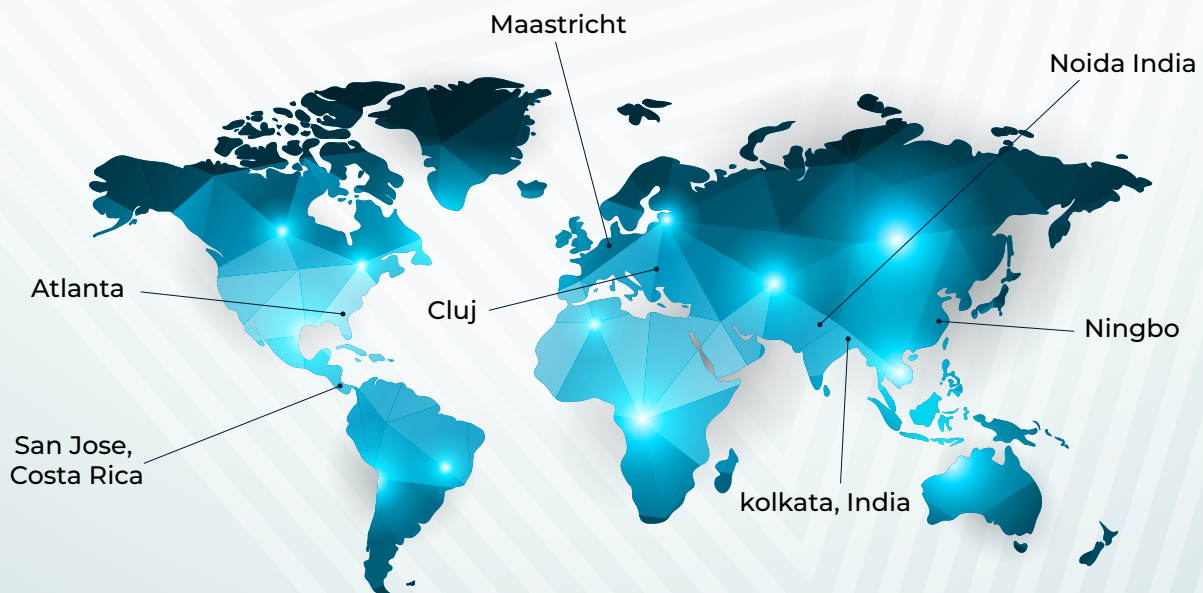 Maastricht
Noida India
Atlanta
Cluj
Ningbo
San Jose,
Costa Rica
kolkata, India